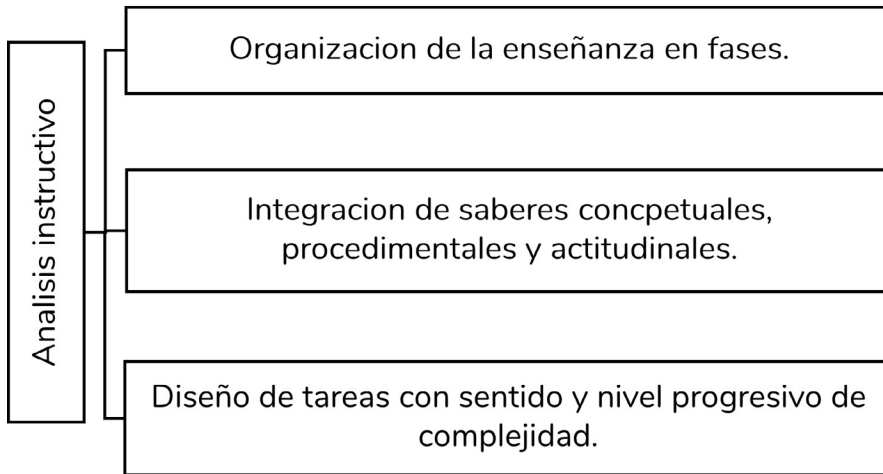 Analisis instructivo
Organizacion de la enseñanza en fases.
Integracion de saberes concpetuales,
procedimentales y actitudinales.
Diseño de tareas con sentido y nivel progresivo de
complejidad.